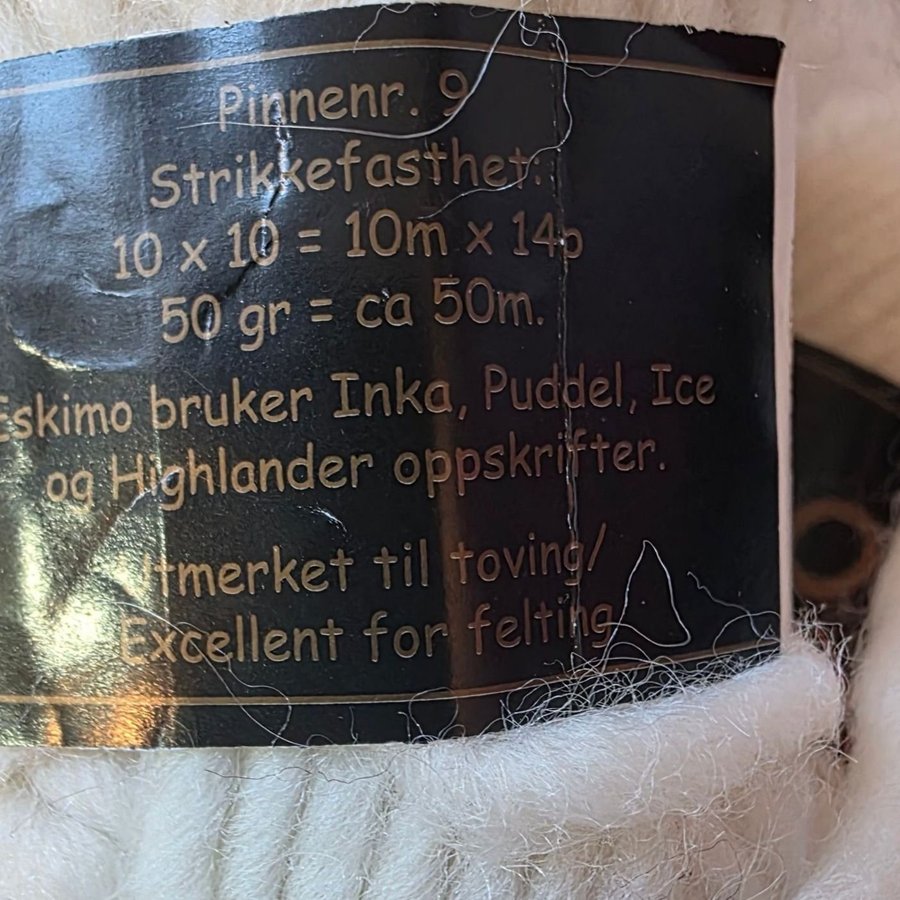 Pinnenr. 9
Strikkefasthet:
10 x 10 = 10m x 14p
50 gr = ca 50m.
Eskimo bruker Inka, Puddel, Ice
og Highlander oppskrifter.
Utmerket til toving/
Excellent for felting